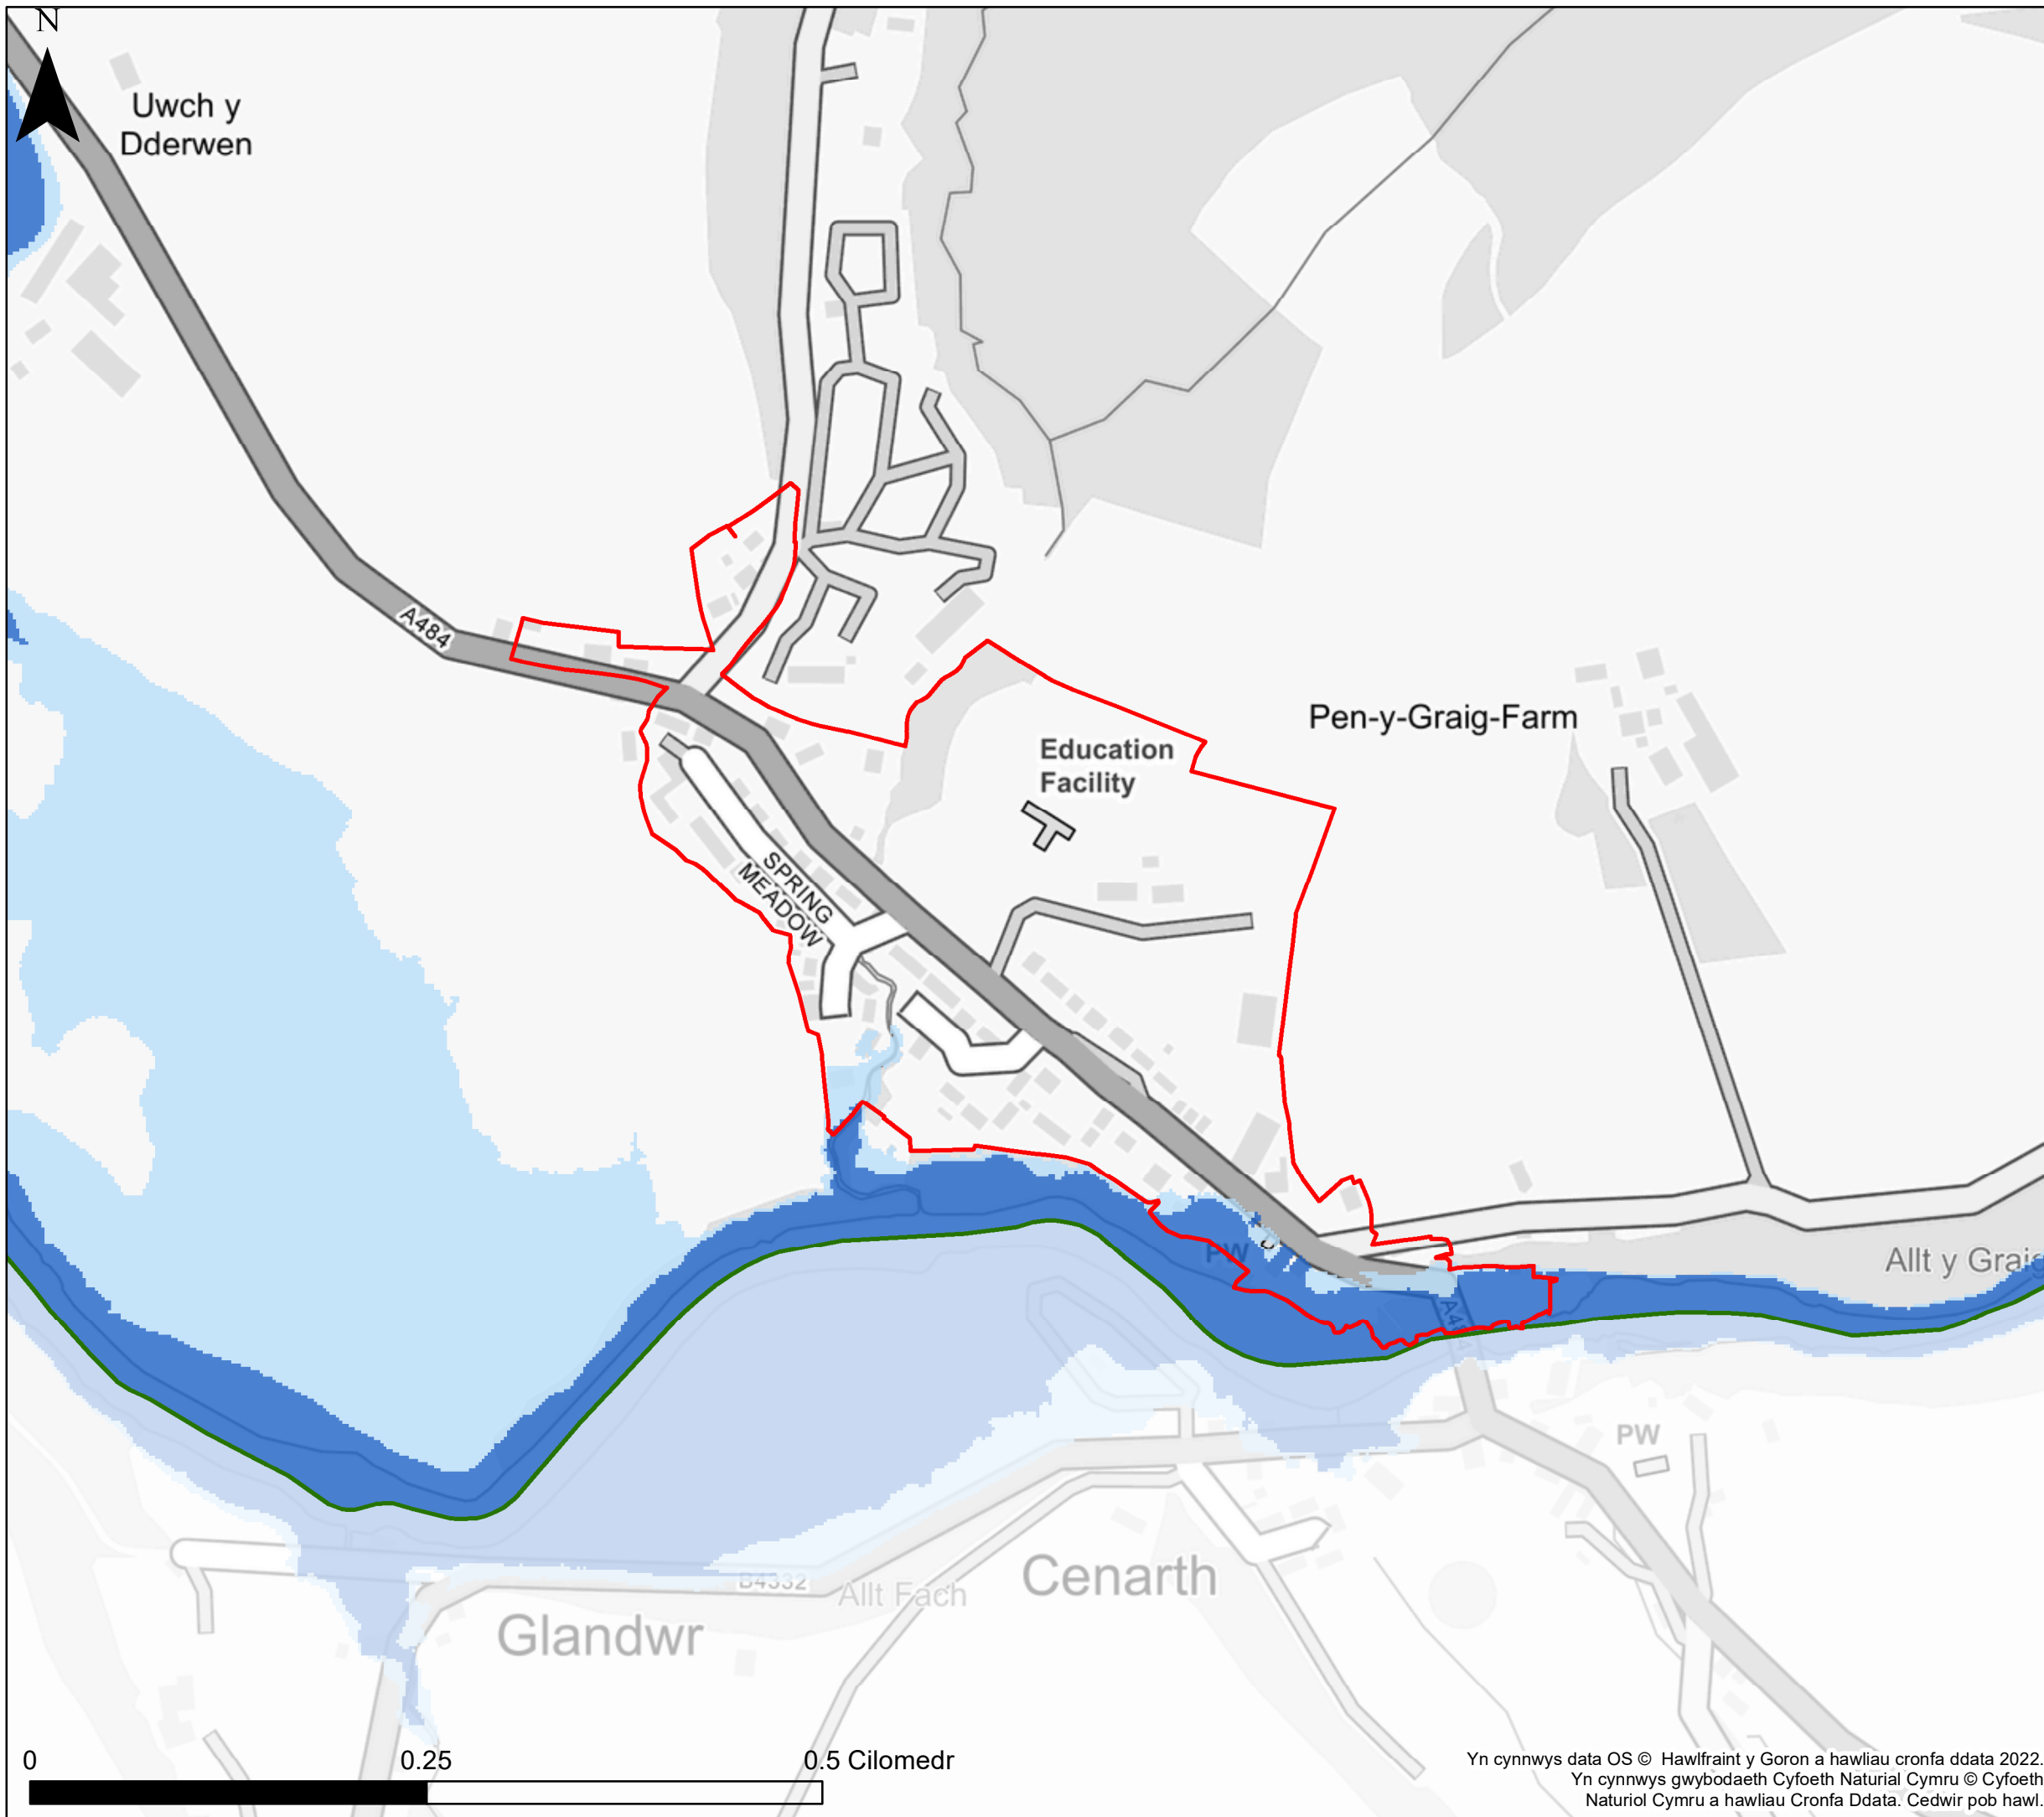 N
Uwch y
Dderwen
A484
Education
Facility
Pen-y-Graig-Farm
SPRING
MEADOW
PW
Allt y Graig
A484
PW
B4332
Allt Fach
Cenarth
Glandwr
0
0.25
0.5 Cilomedr
Yn cynnwys data OS © Hawlfraint y Goron a hawliau cronfa ddata 2022.
Yn cynnwys gwybodaeth Cyfoeth Naturial Cymru © Cyfoeth
Naturiol Cymru a hawliau Cronfa Ddata. Cedwir pob hawl.